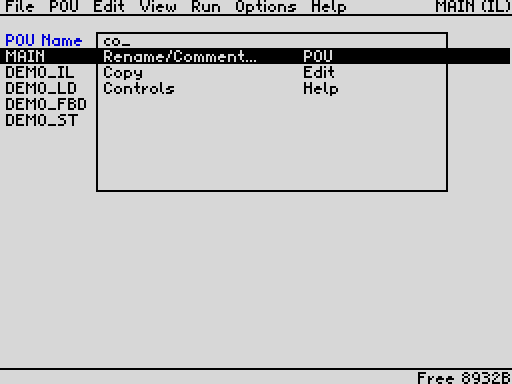 File POU Edit View Run Options Help MAIN (IL)
POU Name co_
MAIN Rename/Comment... POU
DEMO_IL Copy Edit
DEMO_LD Controls Help
DEMO_FBD
DEMO_ST
Free 8932B